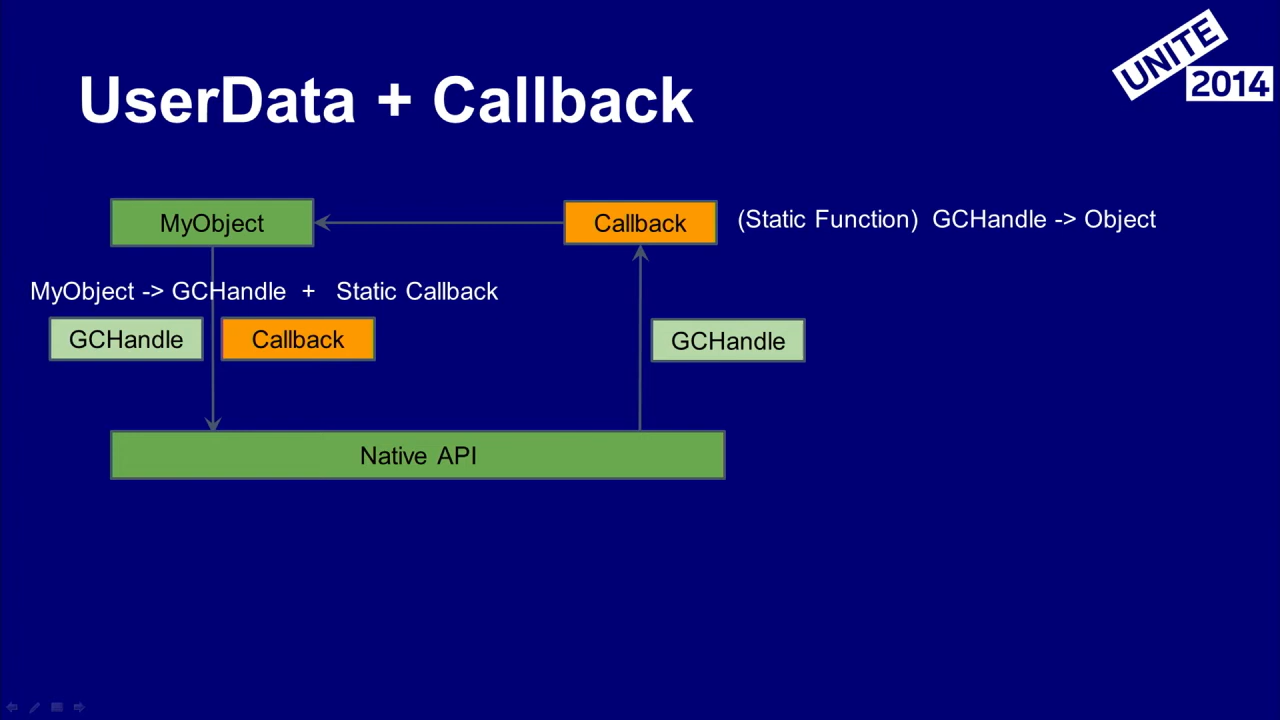 UNITE
2014
UserData + Callback
MyObject
Callback
(Static Function) GCHandle -> Object
MyObject -> GCHandle + Static Callback
GCHandle
Callback
GCHandle
Native API